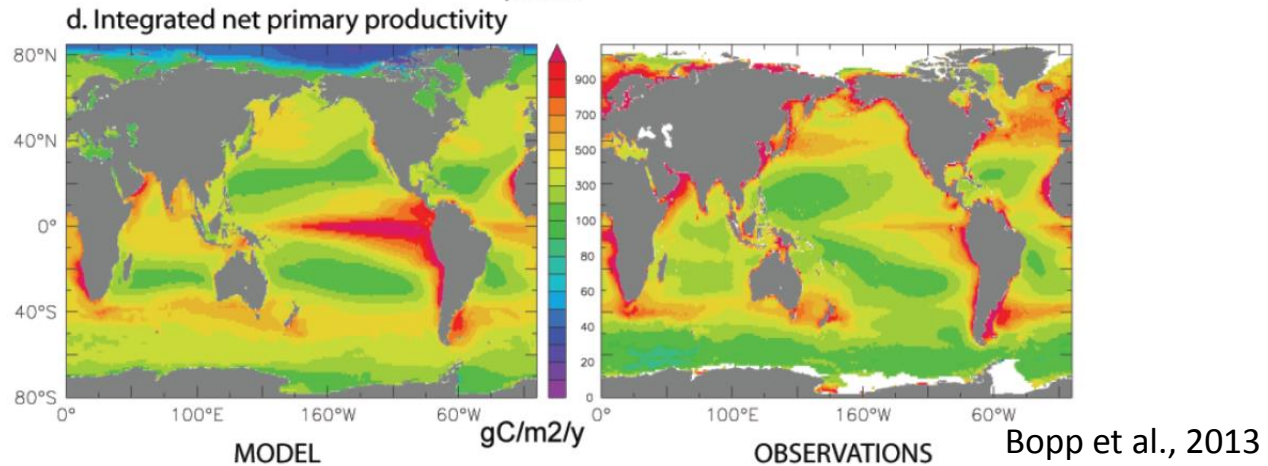 d. Integrated net primary productivity
80°N
40°N
0°
40°S
80°S
0°
100°E
160°W
60°W
900
700
500
300
100
80
60
40
20
0
0°
100°E
160°W
60°W
gC/m2/y
MODEL
OBSERVATIONS
Bopp et al., 2013